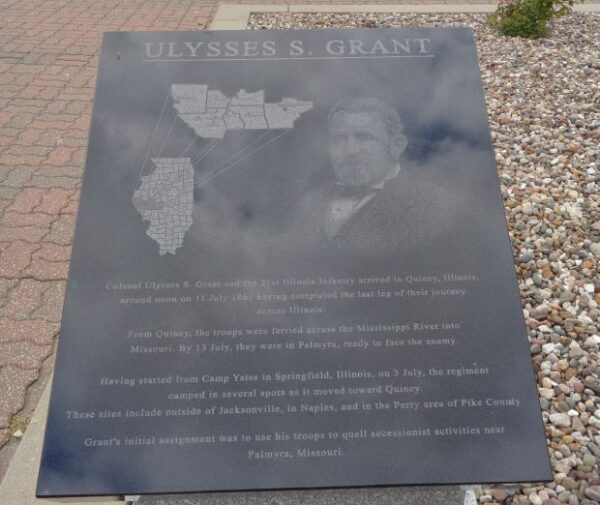 ULYSSES S. GRANT
Colonel Ulysses S. Grant and the 21st Illinois Infantry arrived in Quincy, Illinois,
around noon on 11 July 1861 having completed the last leg of their journey
across Illinois.
From Quincy, the troops were ferried across the Mississippi River into
Missouri. By 13 July, they were in Palmyra, ready to face the enemy.
Having started from Camp Yates in Springfield, Illinois, on 3 July, the regiment
camped in several spots as it moved toward Quincy.
These sites include outside of Jacksonville, in Naples, and in the Perry area of Pike County.
Grant's initial assignment was to use his troops to quell secessionist activities near
Palmyra, Missouri.